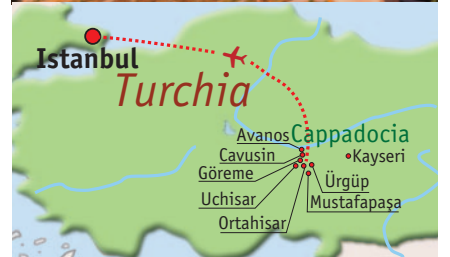 Istanbul
Turchia
Avanos
Cappadocia
Cavusin
Kayseri
Göreme
Ürgüp
Uchisar
Mustafapaşa
Ortahisar